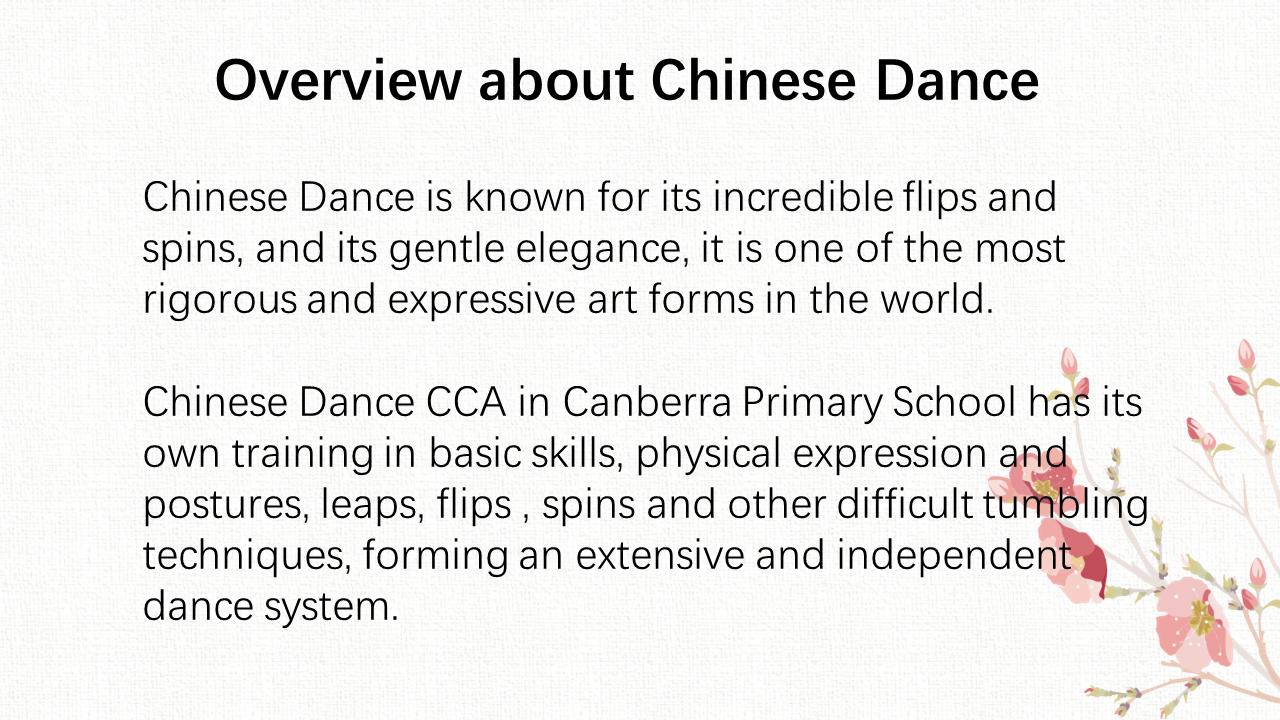 Overview about Chinese Dance
Chinese Dance is known for its incredible flips and
spins, and its gentle elegance, it is one of the most
rigorous and expressive art forms in the world.
Chinese Dance CCA in Canberra Primary School has its
own training in basic skills, physical expression and
postures, leaps, flips , spins and other difficult tumbling
techniques, forming an extensive and independent
dance system.